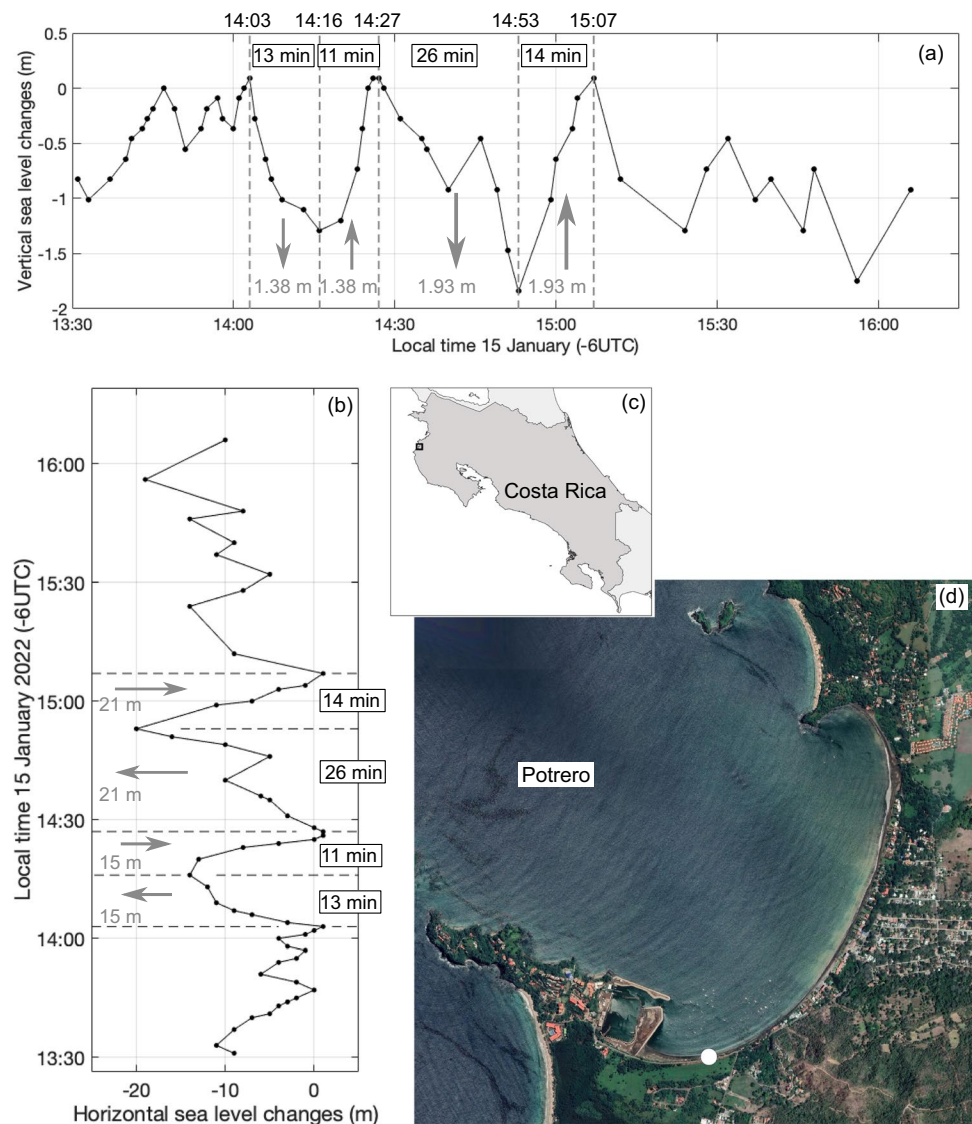 14:03 14:16 14:27 14:53 15:07
0.5
13 min 11 min 26 min 14 min (a)
0
-0.5
-1
-1.5
-2
Vertical sea level changes (m)
1.38 m 1.38 m 1.93 m 1.93 m
13:30 14:00 14:30 15:00 15:30 16:00
Local time 15 January (-6UTC)
(b)
16:00
15:30
15:00
14:30
14:00
13:30
Local time 15 January 2022 (-6UTC)
21 m
14 min
21 m
26 min
15 m
11 min
15 m
13 min
-20 -10 0
Horizontal sea level changes (m)
(c)
Costa Rica
(d)
Potrero